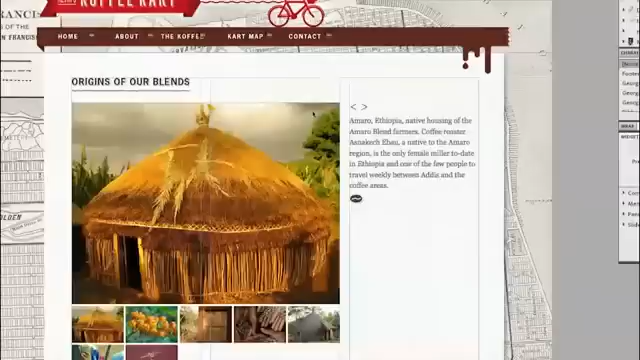 KOFFEE KART
HOME ABOUT THE KOFFEE KART MAP CONTACT
ORIGINS OF OUR BLENDS
< >
Amaro, Ethiopia, native housing of the
Amaro Blend farmers. Coffee roaster
Asnakech Ehau, a native to the Amaro
region, is the only female miller to-date
in Ethiopia and one of the few people to
travel weekly between Addis and the
coffee areas.